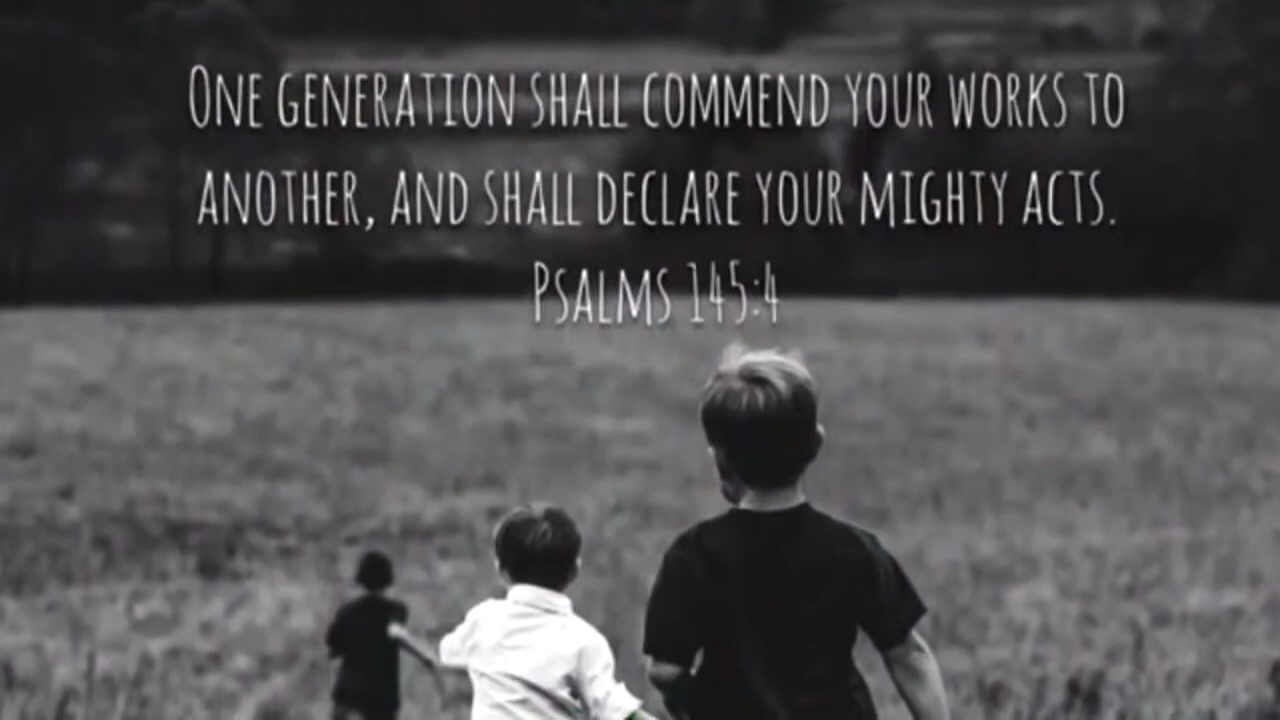 One generation shall commend your works to
another, and shall declare your mighty acts.
Psalms 145:4